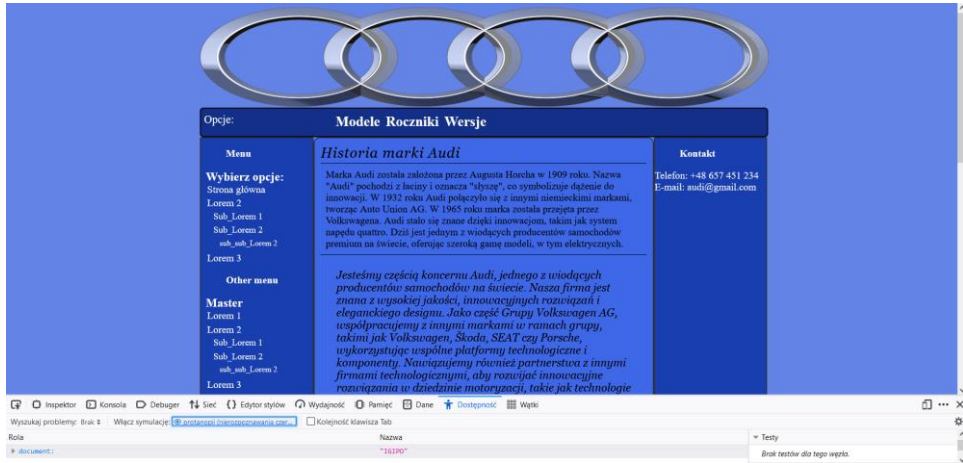 Opcje:
Modele Roczniki Wersje
Menu
Wybierz opcje:
Strona główna
Lorem 2
Sub_Lorem 1
Sub_Lorem 2
sub_sub_Lorem 2
Lorem 3
Other menu
Master
Lorem 1
Lorem 2
Sub_Lorem 1
Sub_Lorem 2
sub_sub_Lorem 2
Lorem 3
Historia marki Audi
Marka Audi została założona przez Augusta Horcha w 1909 roku. Nazwa
"Audi" pochodzi z łaciny i oznacza "słyszę", co symbolizuje dążenie do
innowacji. W 1932 roku Audi połączyło się z innymi niemieckimi markami,
tworząc Auto Union AG. W 1965 roku marka została przejęta przez
Volkswagena. Audi stało się znane dzięki innowacjom, takim jak system
napędu quattro. Dziś jest jednym z wiodących producentów samochodów
premium na świecie, oferując szeroką gamę modeli, w tym elektrycznych.
Jesteśmy częścią koncernu Audi, jednego z wiodących
producentów samochodów na świecie. Nasza firma jest
znana z wysokiej jakości, innowacyjnych rozwiązań i
eleganckiego designu. Jako część Grupy Volkswagen AG,
współpracujemy z innymi markami w ramach grupy,
takimi jak Volkswagen, Škoda, SEAT czy Porsche,
wykorzystując wspólne platformy technologiczne i
komponenty. Nawiązujemy również partnerstwa z innymi
firmami technologicznymi, aby rozwijać innowacyjne
rozwiązania w dziedzinie motoryzacji, takie jak technologie
Kontakt
Telefon: +48 657 451 234
E-mail: audi@gmail.com
Inspektor Konsola Debuger Sieć Edytor stylów Wydajność Pamięć Dane Dostępność Wątki
Wyszukaj problemy: Brak Włącz symulację: protanopii (nierozpoznawania czer... Kolejność klawisza Tab
Rola Nazwa Testy
document: "IGIPD" Brak testów dla tego węzła.